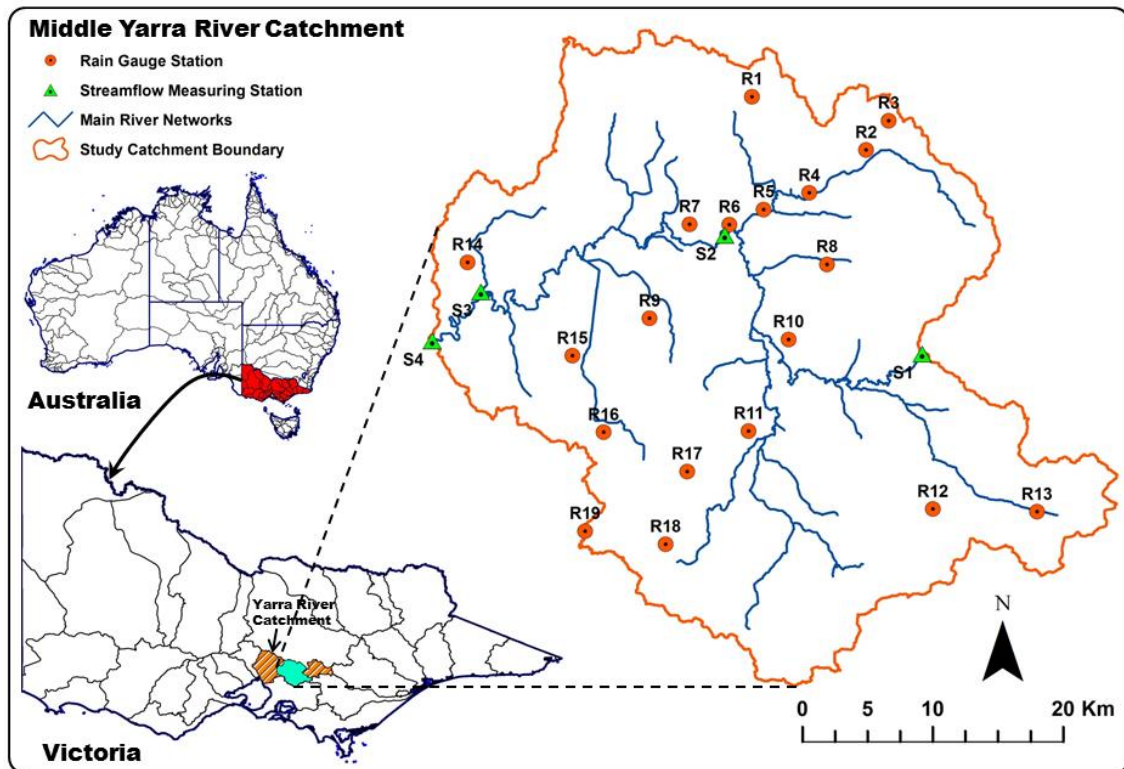 Middle Yarra River Catchment
Rain Gauge Station
Streamflow Measuring Station
Main River Networks
Study Catchment Boundary
R1
R3
R2
R4
R5
R6
R7
S2
R8
R14
S3
R9
R10
S4
R15
S1
R16
R11
R17
R12
R13
R19
R18
Australia
Yarra River
Catchment
Victoria
N
0 5 10 20 Km